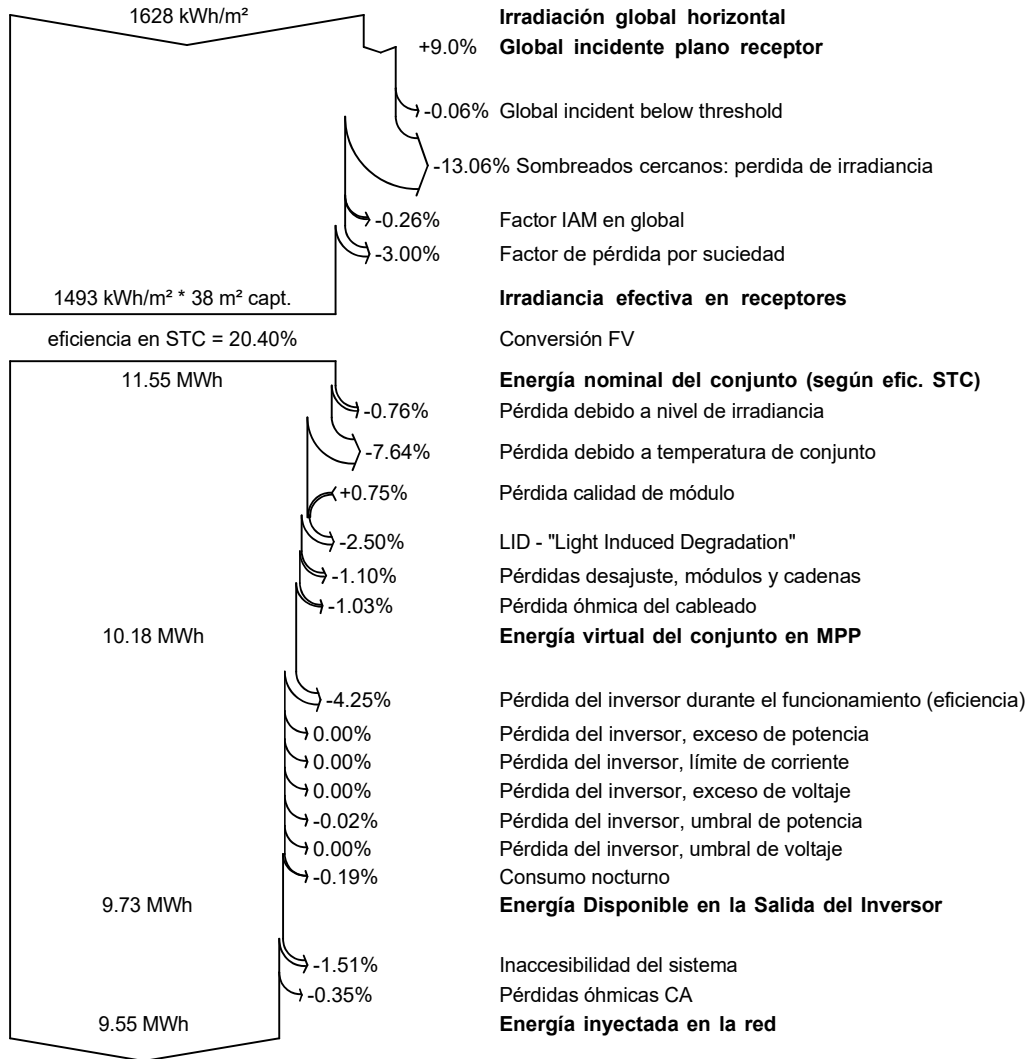 1628 kWh/m² Irradiación global horizontal
+9.0% Global incidente plano receptor
-0.06% Global incident below threshold
-13.06% Sombreados cercanos: perdida de irradiancia
-0.26% Factor IAM en global
-3.00% Factor de pérdida por suciedad
1493 kWh/m² * 38 m² capt. Irradiancia efectiva en receptores
eficiencia en STC = 20.40% Conversión FV
11.55 MWh Energía nominal del conjunto (según efic. STC)
-0.76% Pérdida debido a nivel de irradiancia
-7.64% Pérdida debido a temperatura de conjunto
+0.75% Pérdida calidad de módulo
-2.50% LID - "Light Induced Degradation"
-1.10% Pérdidas desajuste, módulos y cadenas
-1.03% Pérdida óhmica del cableado
10.18 MWh Energía virtual del conjunto en MPP
-4.25% Pérdida del inversor durante el funcionamiento (eficiencia)
0.00% Pérdida del inversor, exceso de potencia
0.00% Pérdida del inversor, límite de corriente
0.00% Pérdida del inversor, exceso de voltaje
-0.02% Pérdida del inversor, umbral de potencia
0.00% Pérdida del inversor, umbral de voltaje
-0.19% Consumo nocturno
9.73 MWh Energía Disponible en la Salida del Inversor
-1.51% Inaccesibilidad del sistema
-0.35% Pérdidas óhmicas CA
9.55 MWh Energía inyectada en la red